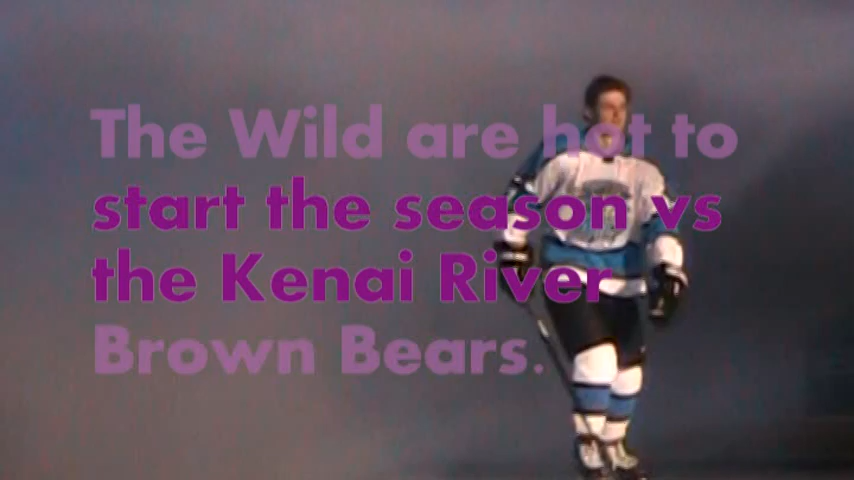 The Wild are hot to
start the season vs
the Kenai River
Brown Bears.